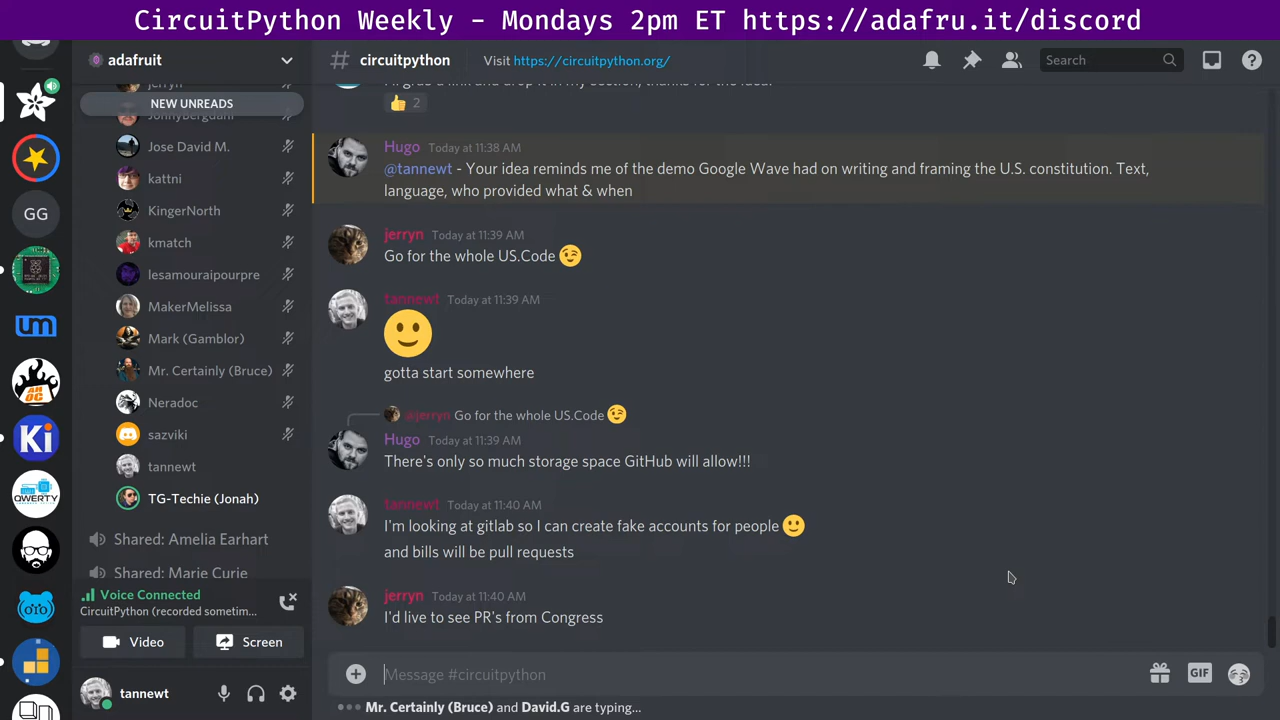 CircuitPython Weekly - Mondays 2pm ET https://adafru.it/discord
adafruit
# circuitpython
Visit https://circuitpython.org/
Search
jerryn
NEW UNREADS
JohnyBergdahl
Jose David M.
kattni
KingerNorth
kmatch
lesamouraipourpre
MakerMelissa
Mark (Gamblor)
Mr. Certainly (Bruce)
Neradoc
sazviki
tannewt
TG-Techie (Jonah)
Shared: Amelia Earhart
Shared: Marie Curie
Voice Connected
CircuitPython (recorded sometim...
Video
Screen
tannewt
GG
um
Ki
QWERTY
2
Hugo Today at 11:38 AM
@tannewt - Your idea reminds me of the demo Google Wave had on writing and framing the U.S. constitution. Text,
language, who provided what & when
jerryn Today at 11:39 AM
Go for the whole US.Code 😉
tannewt Today at 11:39 AM
🙂
gotta start somewhere
@jerryn Go for the whole US.Code 😉
Hugo Today at 11:39 AM
There's only so much storage space GitHub will allow!!!
tannewt Today at 11:40 AM
I'm looking at gitlab so I can create fake accounts for people 🙂
and bills will be pull requests
jerryn Today at 11:40 AM
I'd live to see PR's from Congress
Message #circuitpython
GIF
Mr. Certainly (Bruce) and David.G are typing...